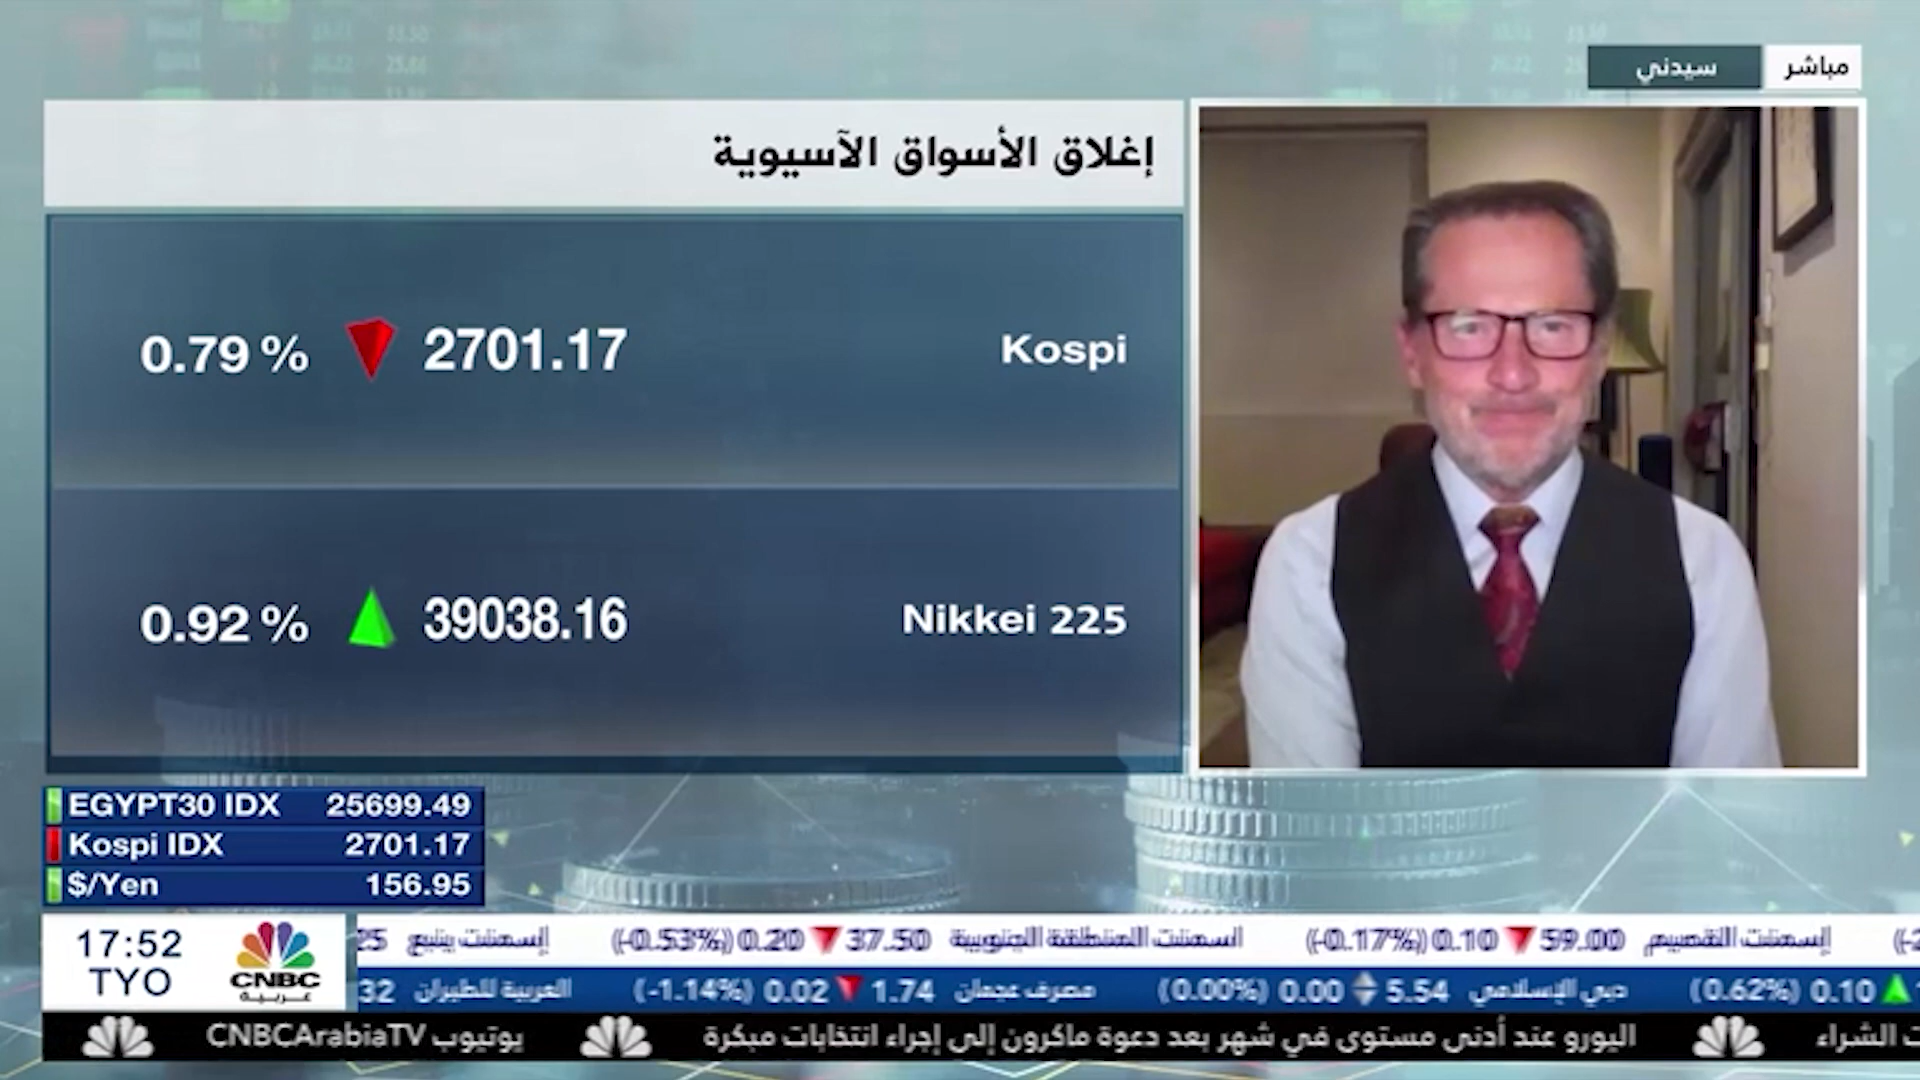 مباشر سيدني
إغلاق الأسواق الآسيوية
Kospi 2701.17 0.79 %
Nikkei 225 39038.16 0.92 %
EGYPT30 IDX 25699.49
Kospi IDX 2701.17
$/Yen 156.95
17:52
TYO
CNBC
عربية
إسمنت القصيم 59.00 0.10 (-0.17%) اسمنت المنطقة الجنوبية 37.50 0.20 (-0.53%) إسمنت ينبع 25
0.10 (0.62%) دبي الإسلامي 5.54 0.00 (0.00%) مصرف عجمان 1.74 0.02 (-1.14%) العربية للطيران 32
الشراء اليورو عند أدنى مستوى في شهر بعد دعوة ماكرون إلى إجراء انتخابات مبكرة يوتيوب CNBCArabiaTV